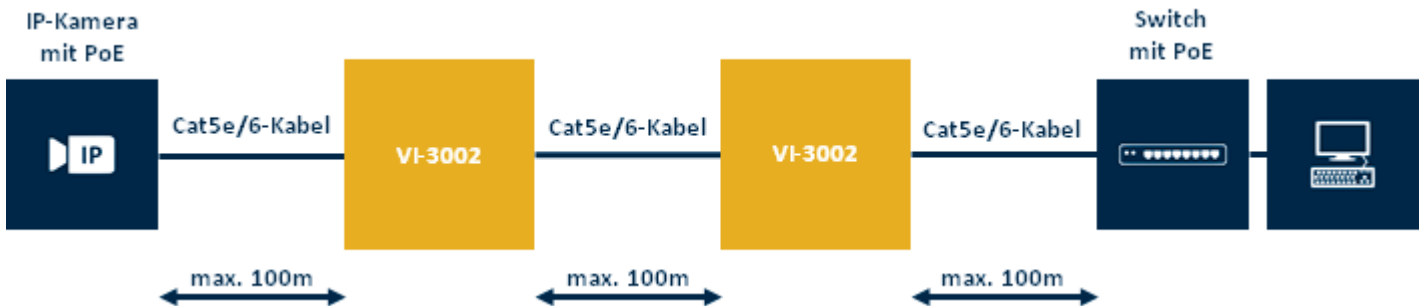 IP-Kamera
mit PoE
Switch
mit PoE
Cat5e/6-Kabel
Cat5e/6-Kabel
Cat5e/6-Kabel
IP
VI-3002
VI-3002
max. 100m
max. 100m
max. 100m